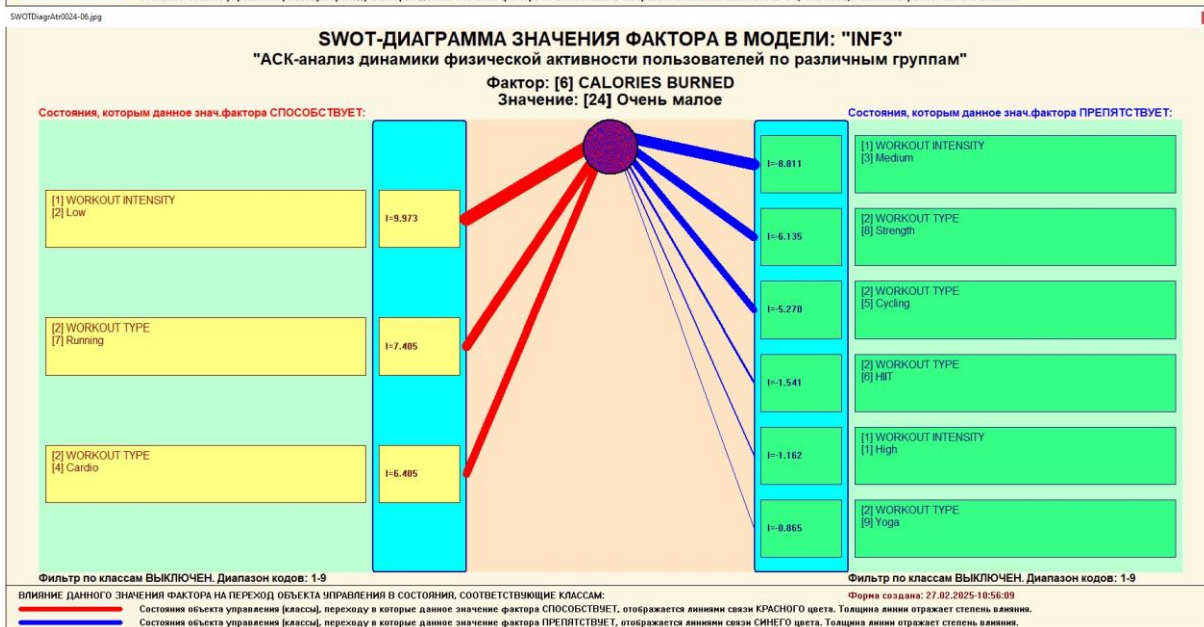 SWOTDiagrAtr0024-06.jpg
SWOT-ДИАГРАММА ЗНАЧЕНИЯ ФАКТОРА В МОДЕЛИ: "INF3"
"АСК-анализ динамики физической активности пользователей по различным группам"
Фактор: [6] CALORIES BURNED
Значение: [24] Очень малое
Состояния, которым данное знач.фактора СПОСОБСТВУЕТ:
[1] WORKOUT INTENSITY
[2] Low
I=9.973
[2] WORKOUT TYPE
[7] Running
I=7.405
[2] WORKOUT TYPE
[4] Cardio
I=6.405
Фильтр по классам ВЫКЛЮЧЕН. Диапазон кодов: 1-9
Состояния, которым данное знач.фактора ПРЕПЯТСТВУЕТ:
I=-8.811
[1] WORKOUT INTENSITY
[3] Medium
I=-6.135
[2] WORKOUT TYPE
[8] Strength
I=-5.270
[2] WORKOUT TYPE
[5] Cycling
I=-1.541
[2] WORKOUT TYPE
[6] HIIT
I=-1.162
[1] WORKOUT INTENSITY
[1] High
I=-0.865
[2] WORKOUT TYPE
[9] Yoga
Фильтр по классам ВЫКЛЮЧЕН. Диапазон кодов: 1-9
ВЛИЯНИЕ ДАННОГО ЗНАЧЕНИЯ ФАКТОРА НА ПЕРЕХОД ОБЪЕКТА УПРАВЛЕНИЯ В СОСТОЯНИЯ, СООТВЕТСТВУЮЩИЕ КЛАССАМ:
Форма создана: 27.02.2025-10:56:09
Состояния объекта управления (классы), переходу в которые данное значение фактора СПОСОБСТВУЕТ, отображается линиями связи КРАСНОГО цвета. Толщина линии отражает степень влияния.
Состояния объекта управления (классы), переходу в которые данное значение фактора ПРЕПЯТСТВУЕТ, отображается линиями связи СИНЕГО цвета. Толщина линии отражает степень влияния.